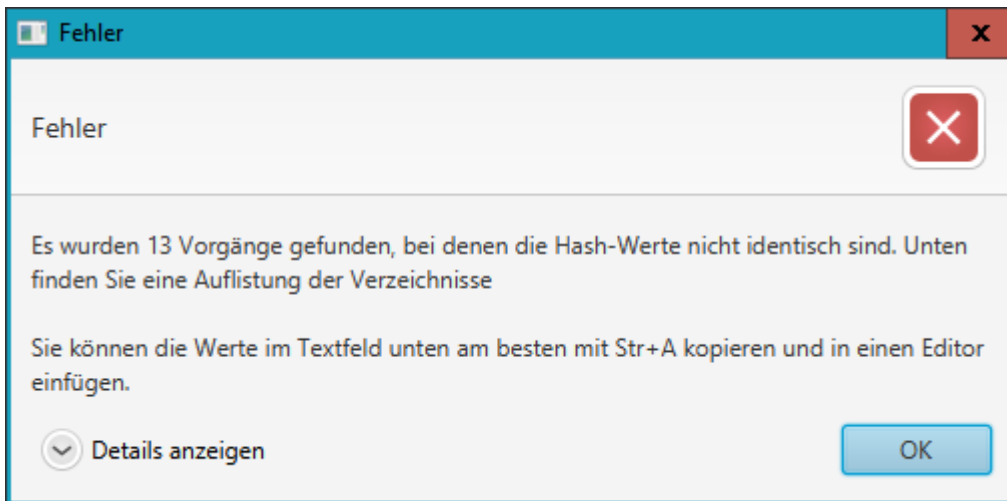 Fehler
Fehler
Es wurden 13 Vorgänge gefunden, bei denen die Hash-Werte nicht identisch sind. Unten
finden Sie eine Auflistung der Verzeichnisse
Sie können die Werte im Textfeld unten am besten mit Str+A kopieren und in einen Editor
einfügen.
Details anzeigen
OK